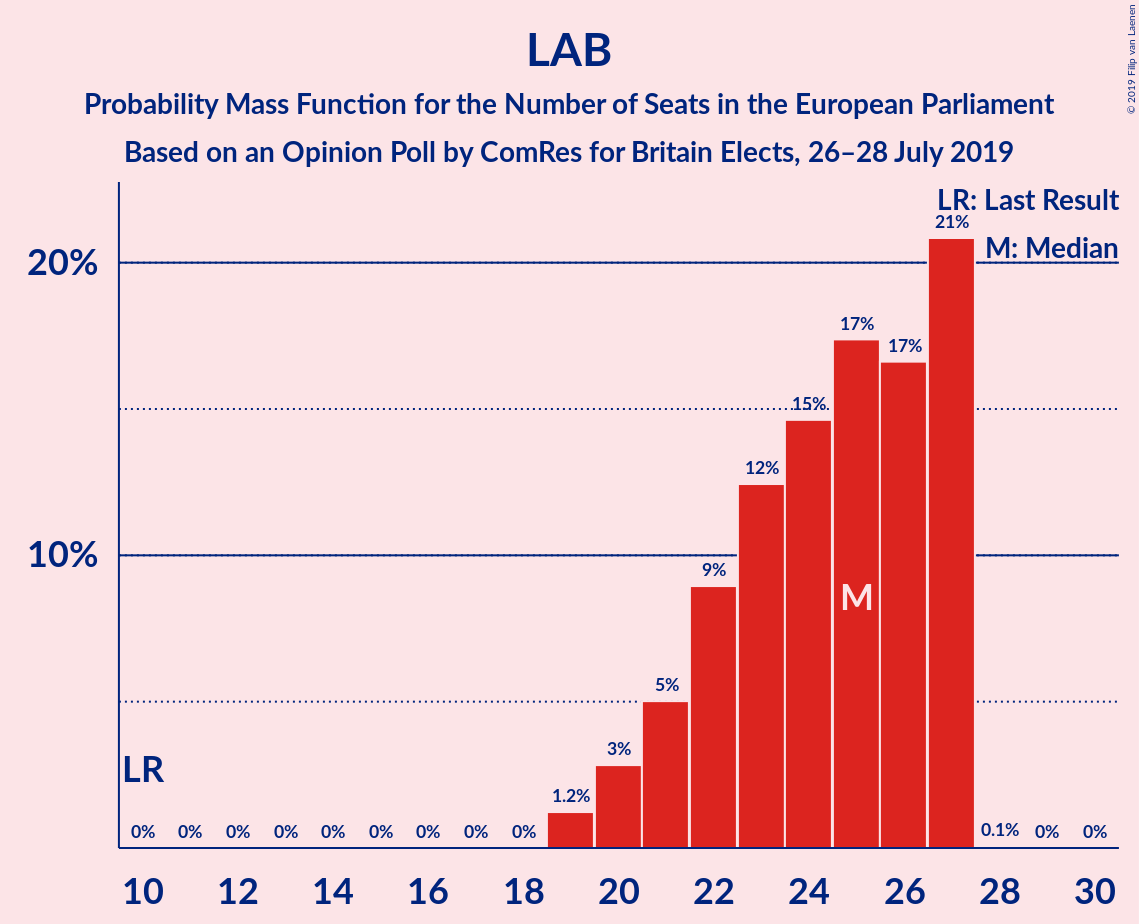 LAB
Probability Mass Function for the Number of Seats in the European Parliament
Based on an Opinion Poll by ComRes for Britain Elects, 26–28 July 2019
© 2019 Filip van Laenen
LR: Last Result
M: Median
20%
10%
LR
0% 0% 0% 0% 0% 0% 0% 0% 0% 1.2% 3% 5% 9% 12% 15% 17% 17% 21% 0.1% 0% 0%
M
10 12 14 16 18 20 22 24 26 28 30